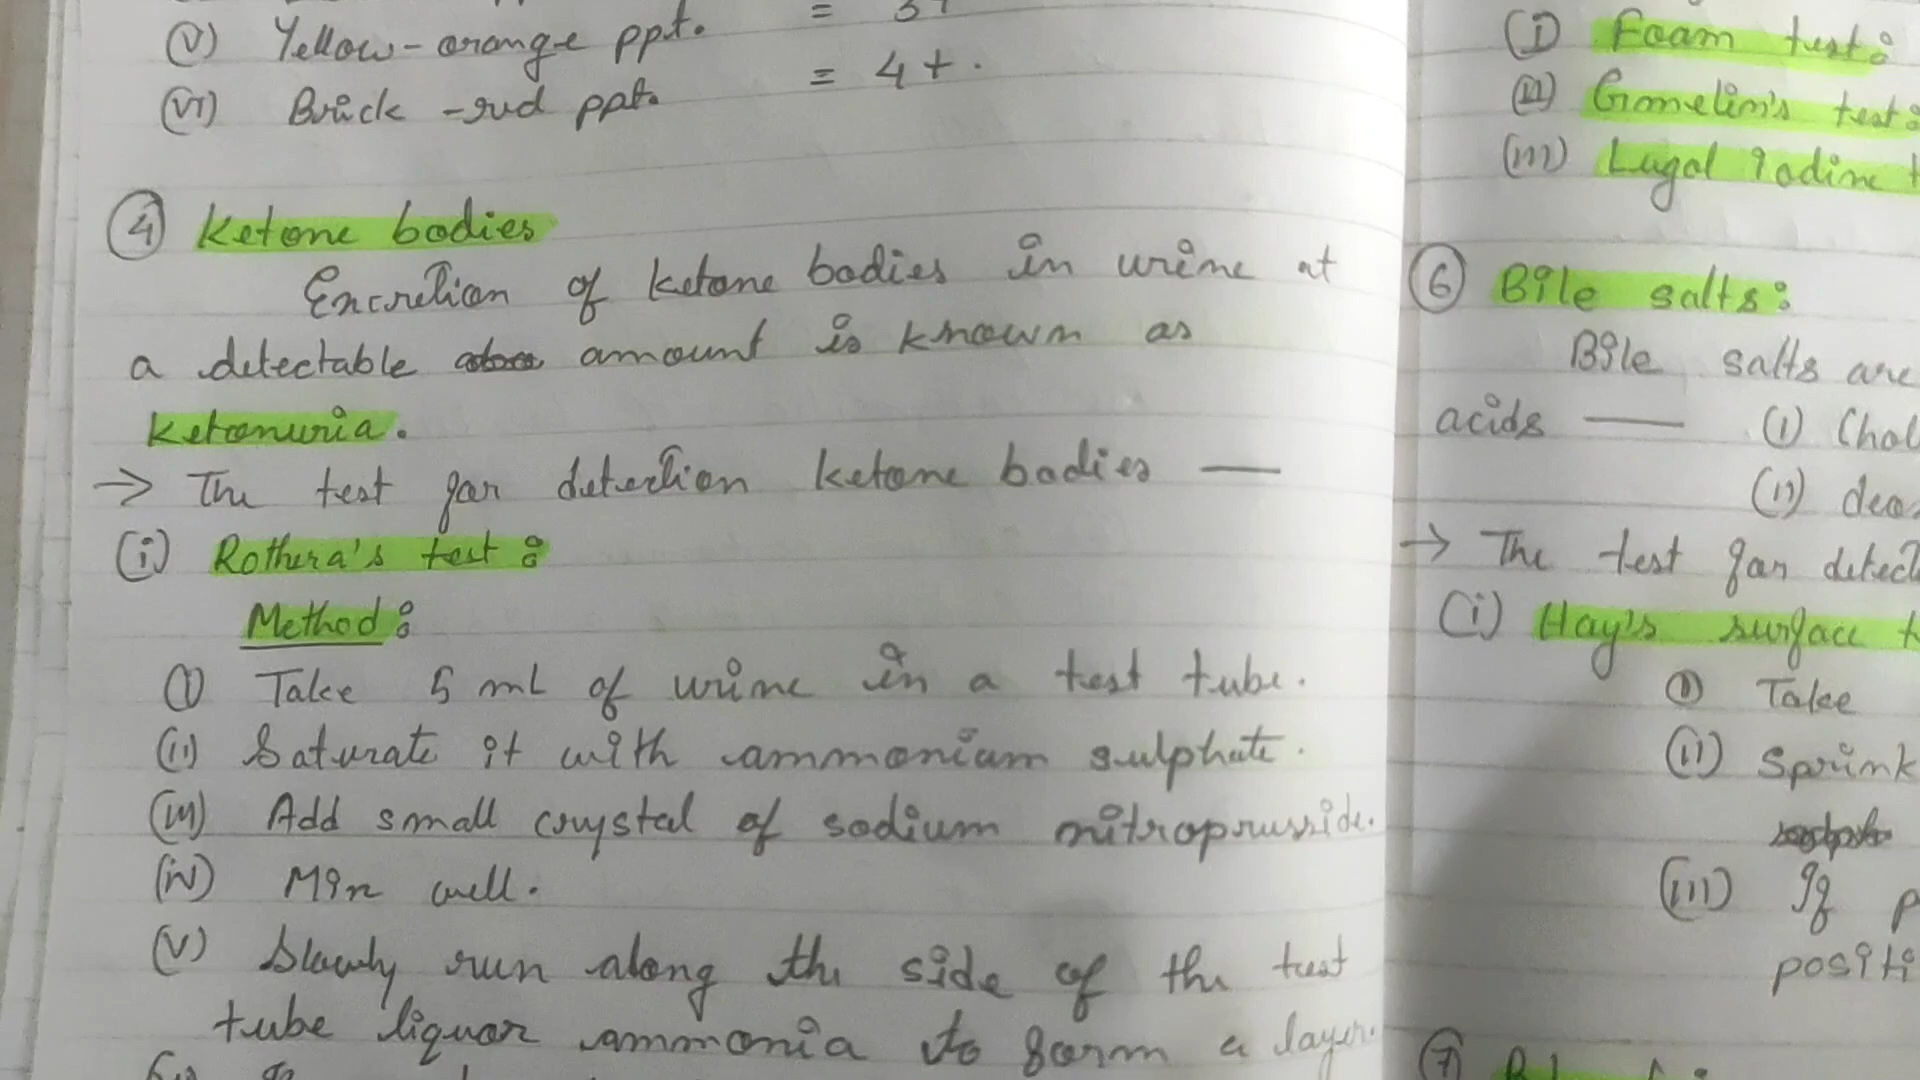 (v) Yellow-orange ppt. = 3+
(vi) Brick-red ppt. = 4+.
④ Ketone bodies
Excretion of ketone bodies in urine at
a detectable amount is known as
Ketonuria.
→ The test for detection ketone bodies —
(i) Rothera's test:
Method:
(i) Take 5 mL of urine in a test tube.
(ii) Saturate it with ammonium sulphate.
(iii) Add small crystal of sodium nitroprusside.
(iv) Mix well.
(v) Slowly run along the side of the test
tube liquor ammonia to form a layer.
(i) Foam test:
(ii) Gmelin's test:
(iii) Lugal iodine
⑥ Bile salts:
Bile salts are
acids — (i) Chol
(ii) deo
→ The test for detect
(i) Hay's surface t
(i) Take
(ii) Sprink
(iii) If p
positi
⑦